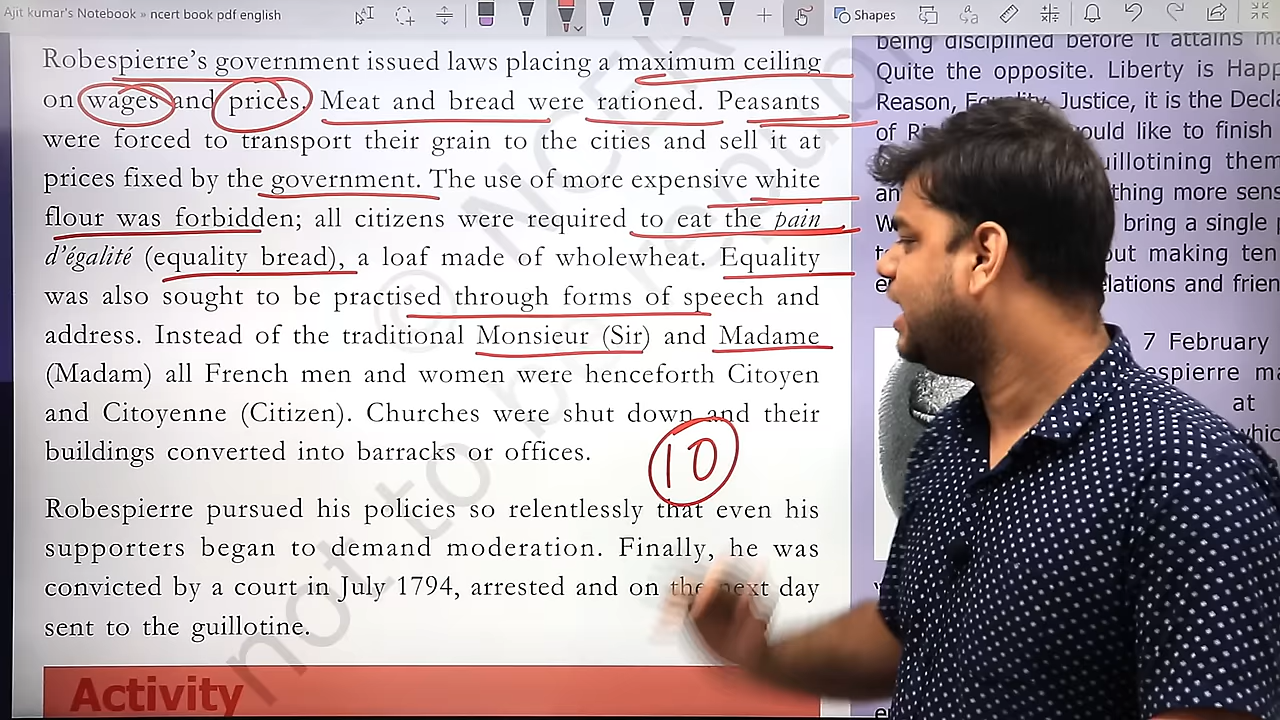 Ajit kumar's Notebook » ncert book pdf english
Shapes
Robespierre's government issued laws placing a maximum ceiling
on wages and prices. Meat and bread were rationed. Peasants
were forced to transport their grain to the cities and sell it at
prices fixed by the government. The use of more expensive white
flour was forbidden; all citizens were required to eat the pain
d'égalité (equality bread), a loaf made of wholewheat. Equality
was also sought to be practised through forms of speech and
address. Instead of the traditional Monsieur (Sir) and Madame
(Madam) all French men and women were henceforth Citoyen
and Citoyenne (Citizen). Churches were shut down and their
buildings converted into barracks or offices.
10
Robespierre pursued his policies so relentlessly that even his
supporters began to demand moderation. Finally, he was
convicted by a court in July 1794, arrested and on the next day
sent to the guillotine.
Activity
© NCERT
not to be republ
being disciplined before it attains
Quite the opposite. Liberty is
Reason, Equality, Justice, it is the
of would like to finish
guillotining
thing more
bring a single
but making ten
relations and
7 February
at